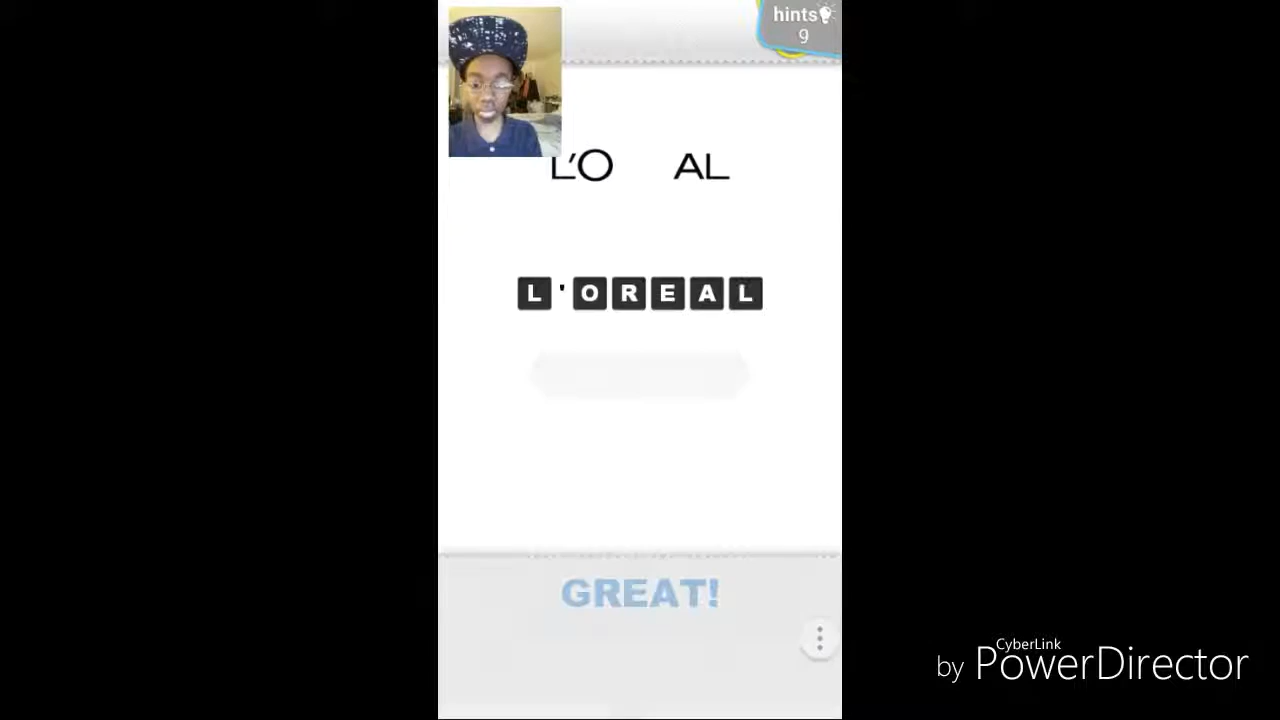 hints
9
L'O AL
L'OREAL
GREAT!
CyberLink
by PowerDirector